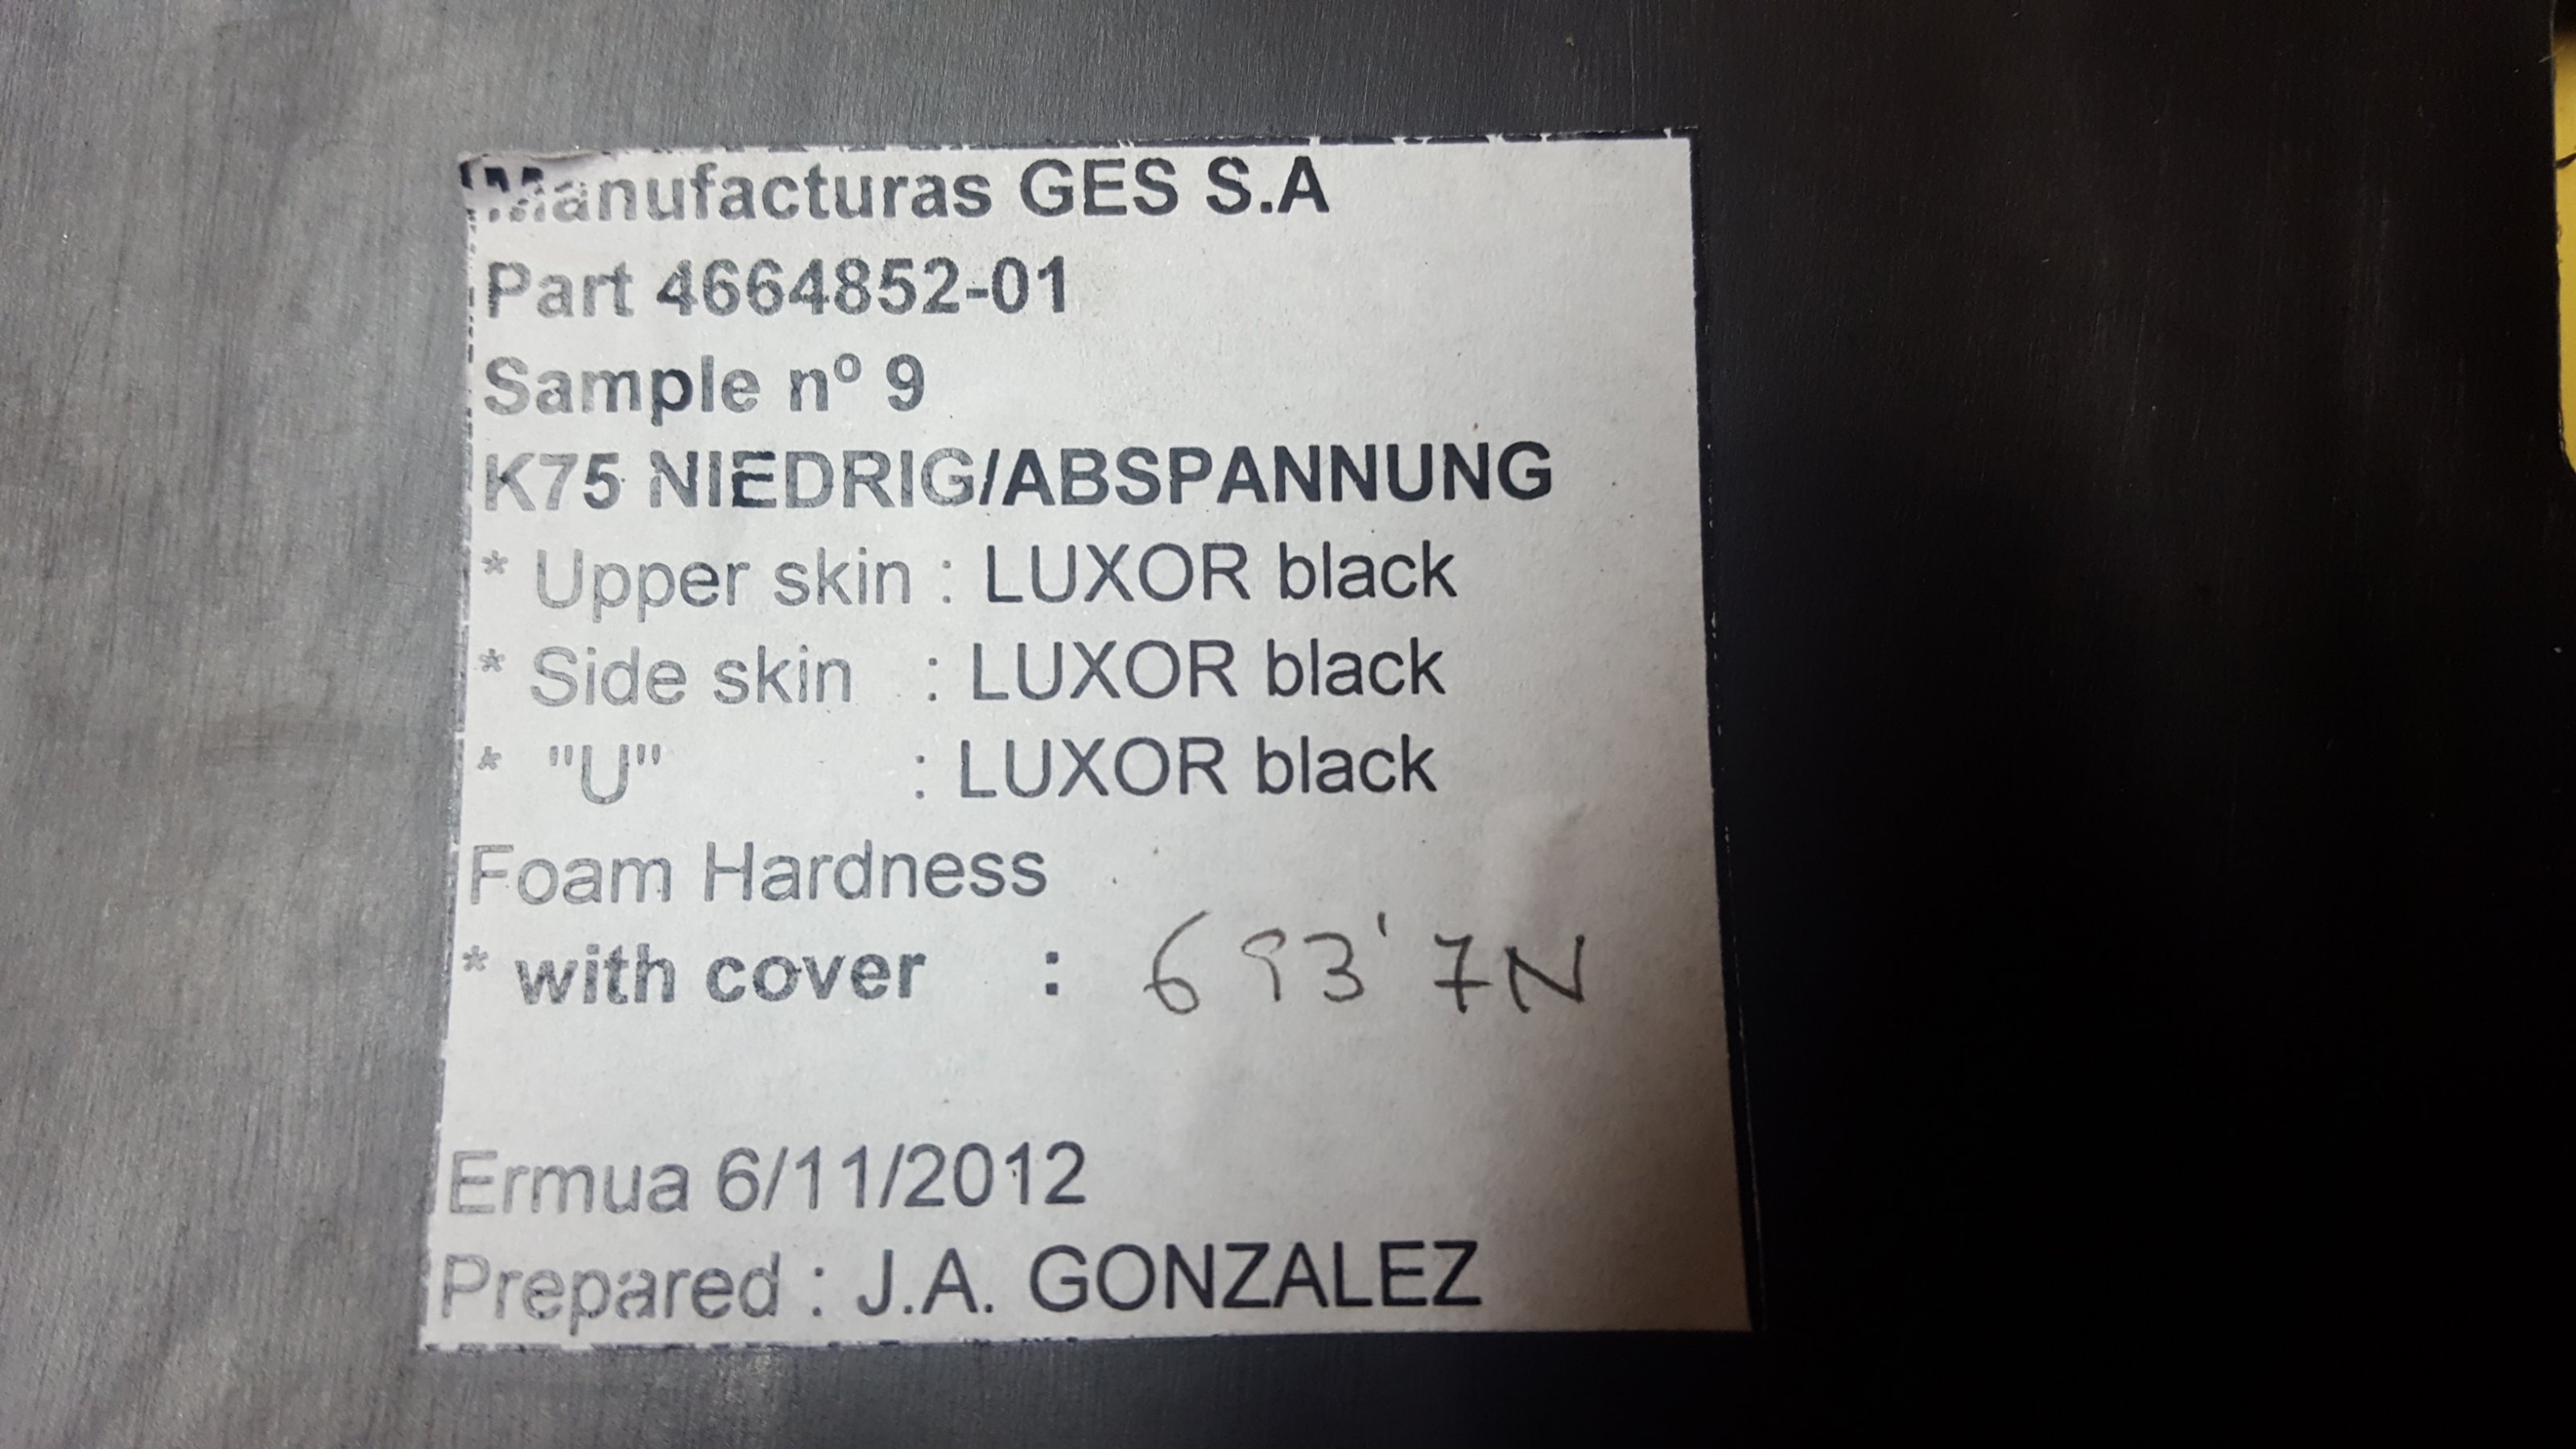 Manufacturas GES S.A
Part 4664852-01
Sample nº 9
K75 NIEDRIG/ABSPANNUNG
* Upper skin : LUXOR black
* Side skin : LUXOR black
* "U" : LUXOR black
Foam Hardness
* with cover : 693'7N
Ermua 6/11/2012
Prepared : J.A. GONZALEZ